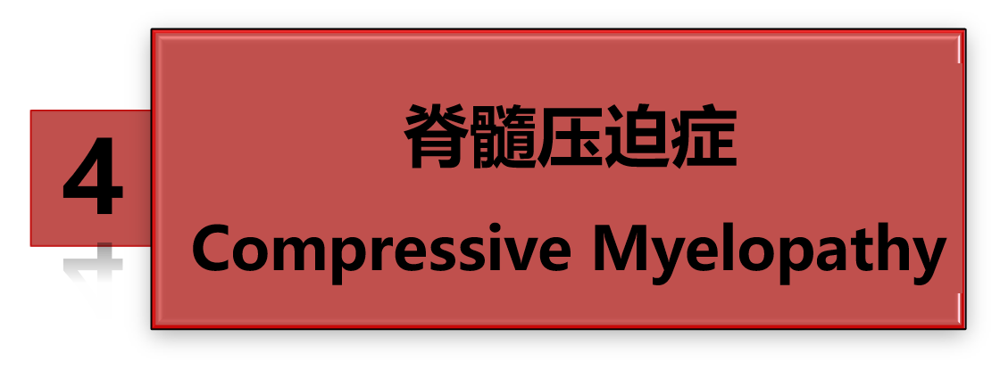 4
脊髓压迫症
Compressive Myelopathy